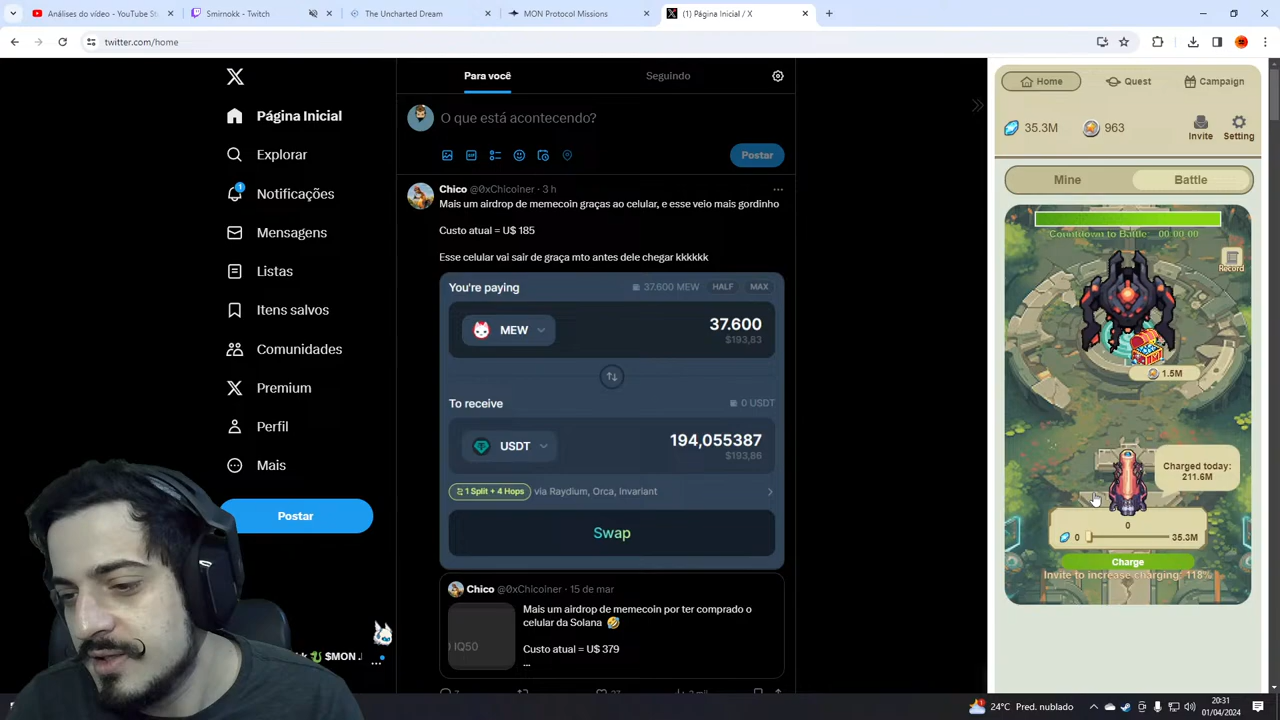 Análises do vídeo - YouTube St
Smirnokk - Twitch
The Uncharted Dream
MON Protocol Missions
(1) Página Inicial / X
twitter.com/home
Para você
Seguindo
Página Inicial
Explorar
1
Notificações
Mensagens
Listas
Itens salvos
Comunidades
Premium
Perfil
Mais
Postar
$MON
O que está acontecendo?
Postar
Chico @0xChicoIner · 3 h
Mais um airdrop de memecoin graças ao celular, e esse veio mais gordinho
Custo atual = U$ 185
Esse celular vai sair de graça mto antes dele chegar kkkkkk
You're paying
37.600 MEW HALF MAX
MEW
37.600
$193,83
To receive
0 USDT
USDT
194,055387
$193,86
1 Split + 4 Hops via Raydium, Orca, Invariant
Swap
Chico @0xChicoIner · 15 de mar
Mais um airdrop de memecoin por ter comprado o
celular da Solana
Custo atual = U$ 379
...
IQ50
Home
Quest
Campaign
35.3M
963
Invite
Setting
Mine
Battle
Countdown to Battle: 00:00:00
Record
1.5M
Charged today:
211.6M
0
0
35.3M
Charge
Invite to increase charging: 118%
24°C Pred. nublado
20:31
01/04/2024